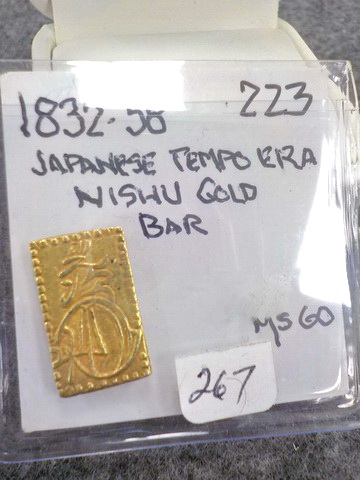 1832-58 223
JAPANESE TEMPO ERA
NISHU GOLD
BAR
MS60
267